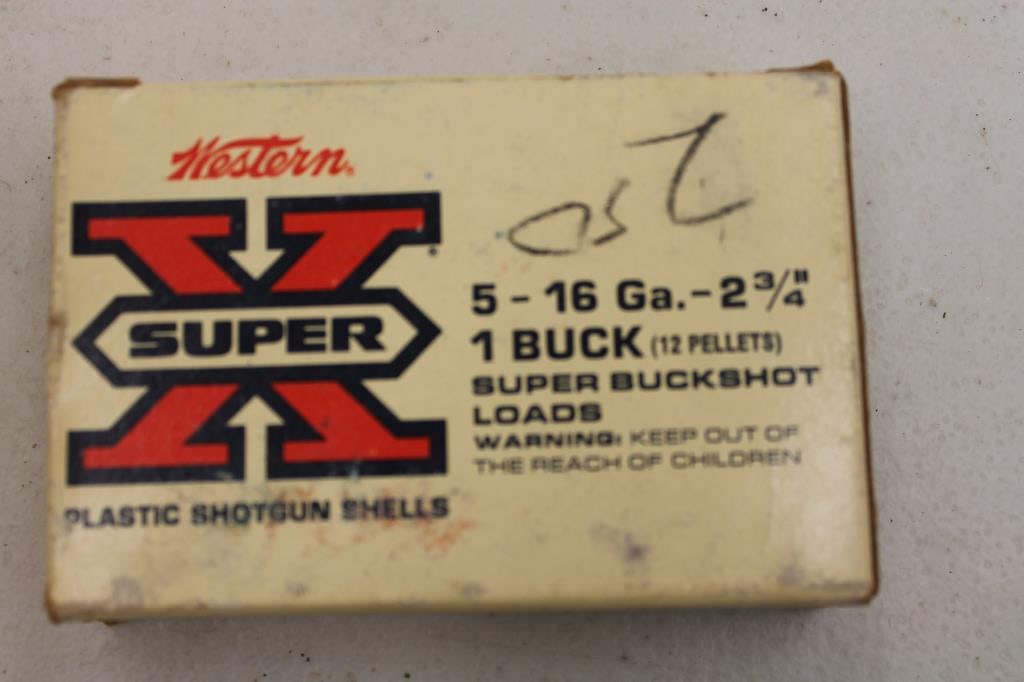 Western
SUPER X
PLASTIC SHOTGUN SHELLS
5 - 16 Ga. - 2 3/4"
1 BUCK (12 PELLETS)
SUPER BUCKSHOT
LOADS
WARNING: KEEP OUT OF
THE REACH OF CHILDREN